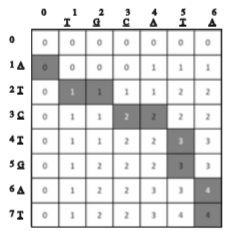 0 1 2 3 4 5 6
T G C A T A
0 0 0 0 0 0 0 0
1 A 0 0 0 0 1 1 1
2 T 0 1 1 1 1 2 2
3 C 0 1 1 2 2 2 2
4 T 0 1 1 2 2 3 3
5 G 0 1 2 2 2 3 3
6 A 0 1 2 2 3 3 4
7 T 0 1 2 2 3 4 4